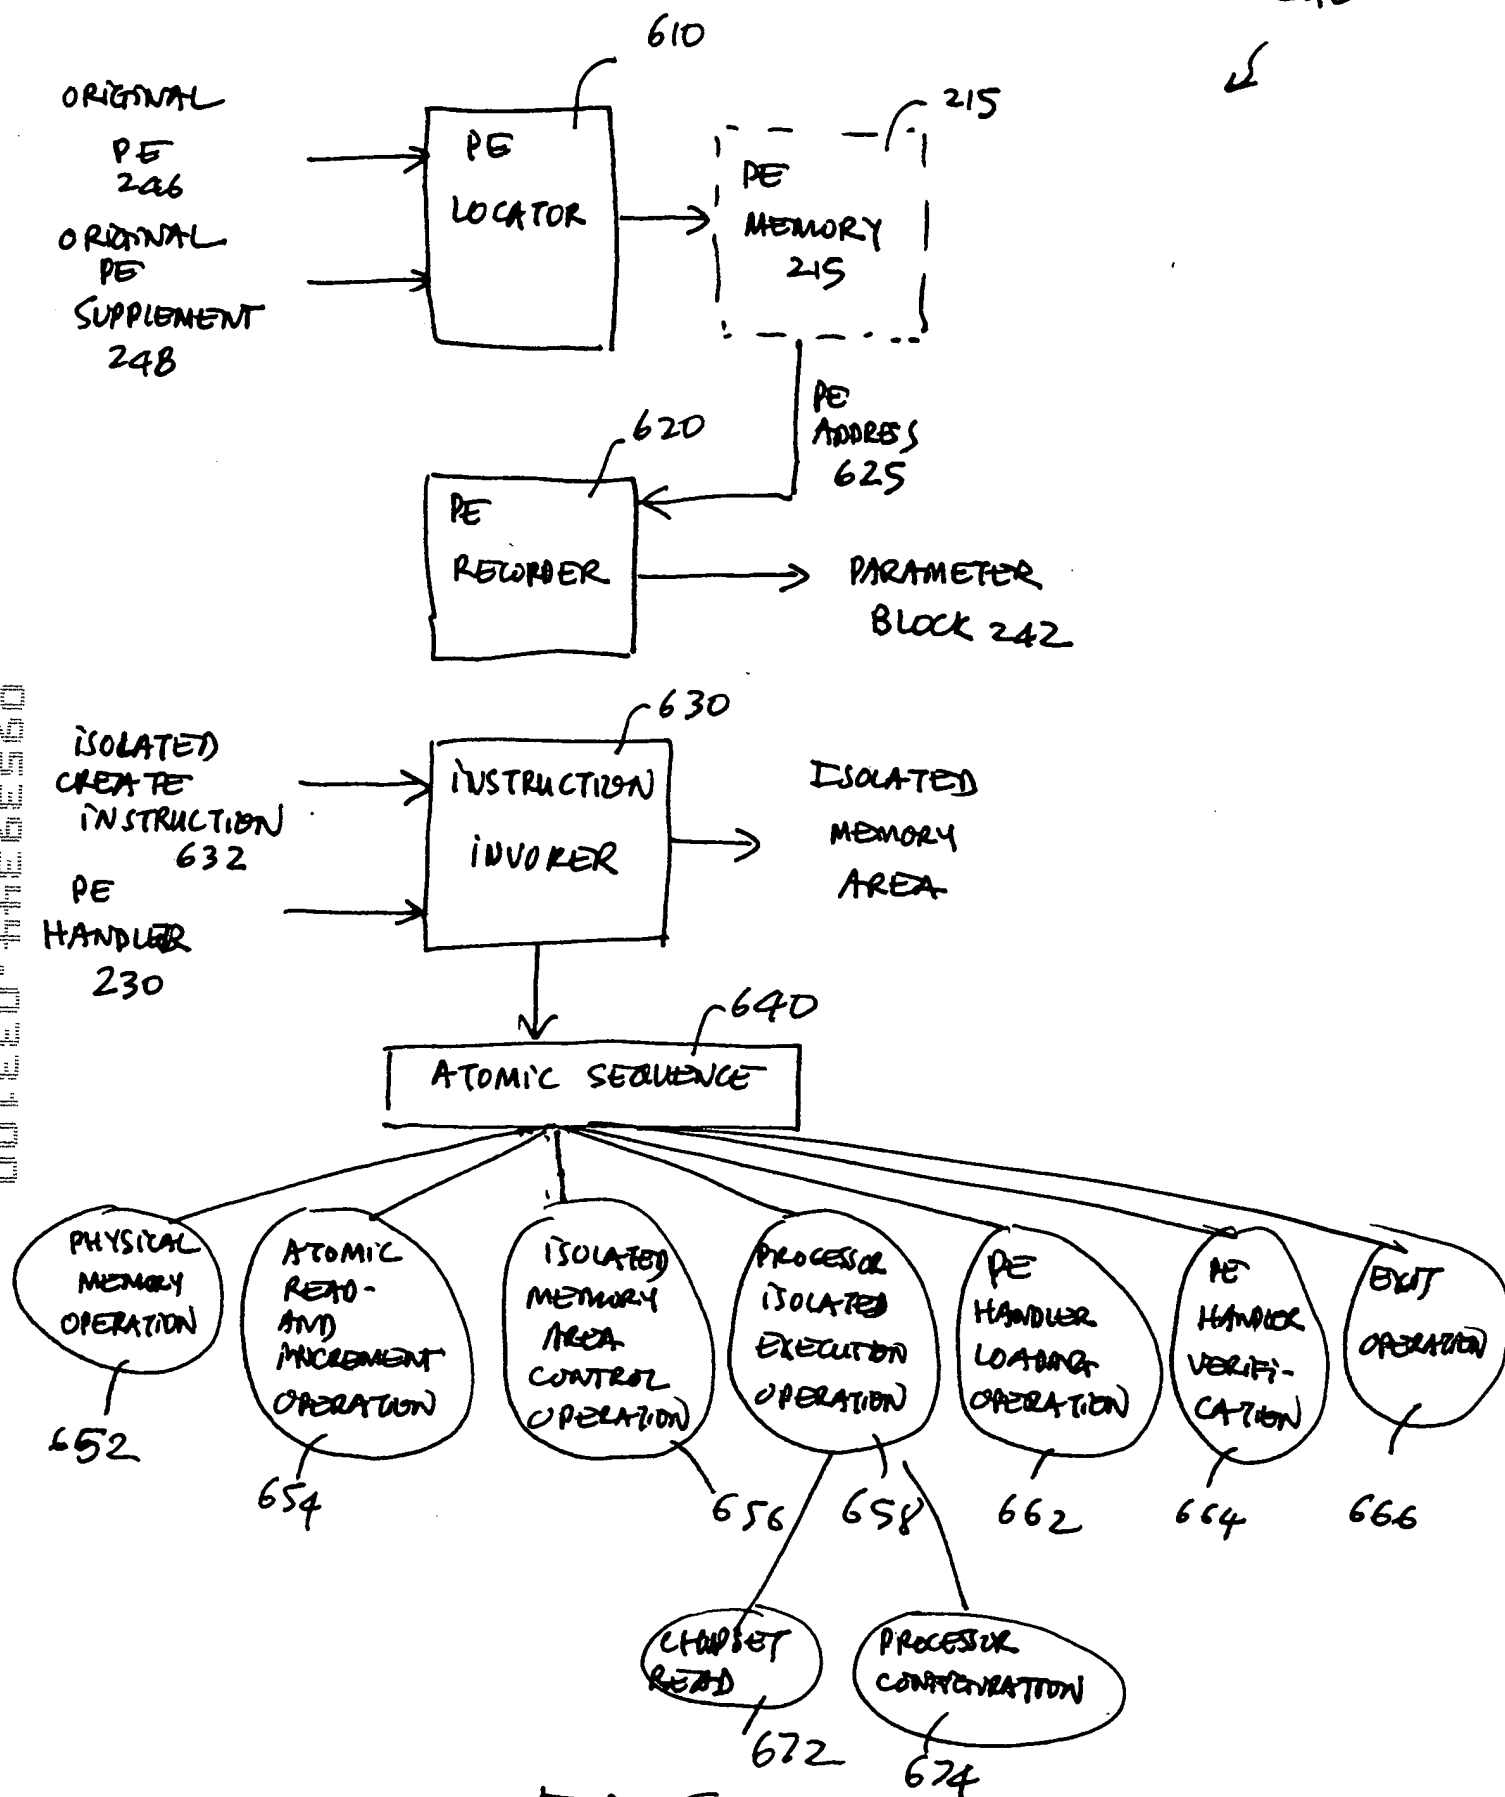 610
ORIGINAL
PE
246
ORIGINAL
PE
SUPPLEMENT
248
PE
LOCATOR
215
PE
MEMORY
215
PE
ADDRESS
625
620
PE
RECORDER
PARAMETER
BLOCK 242
630
ISOLATED
CREATE
INSTRUCTION
632
PE
HANDLER
230
INSTRUCTION
INVOKER
ISOLATED
MEMORY
AREA
640
ATOMIC SEQUENCE
PHYSICAL
MEMORY
OPERATION
652
ATOMIC
READ-
AND
INCREMENT
OPERATION
654
ISOLATED
MEMORY
AREA
CONTROL
OPERATION
656
PROCESSOR
ISOLATED
EXECUTION
OPERATION
658
PE
HANDLER
LOADING
OPERATION
662
PE
HANDLER
VERIFI-
CATION
664
EXIT
OPERATION
666
CHIPSET
READ
672
PROCESSOR
CONFIGURATION
674